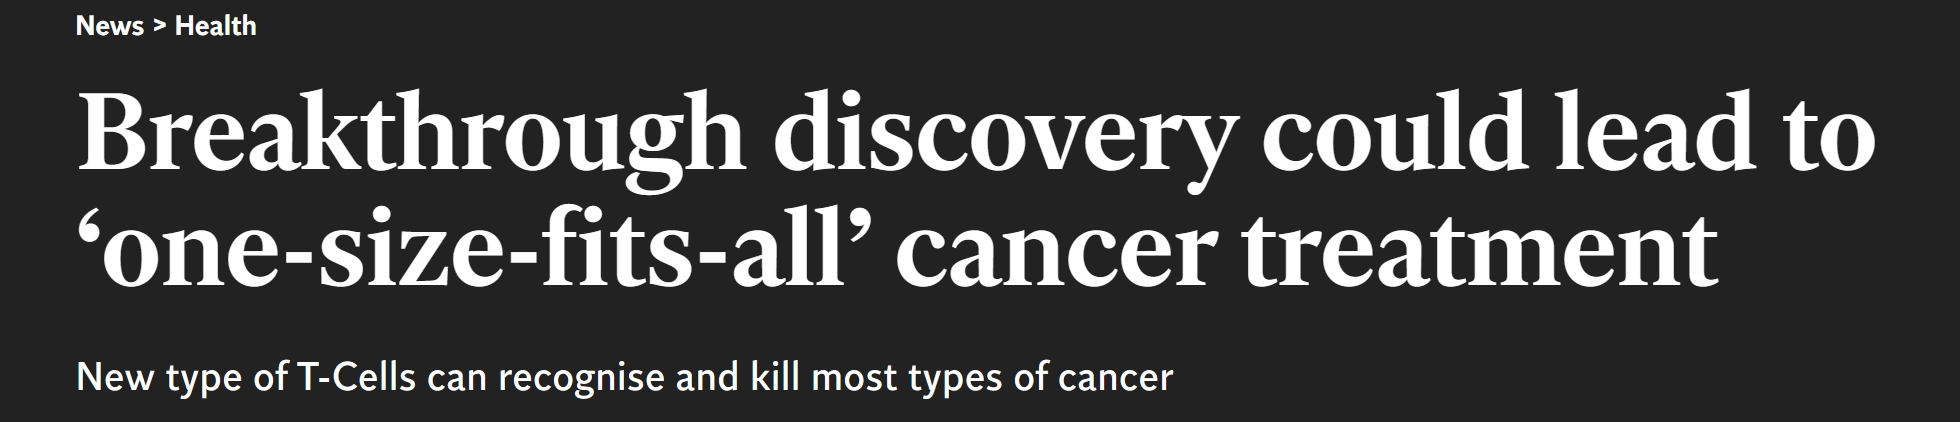 News > Health
Breakthrough discovery could lead to
‘one-size-fits-all’ cancer treatment
New type of T-Cells can recognise and kill most types of cancer